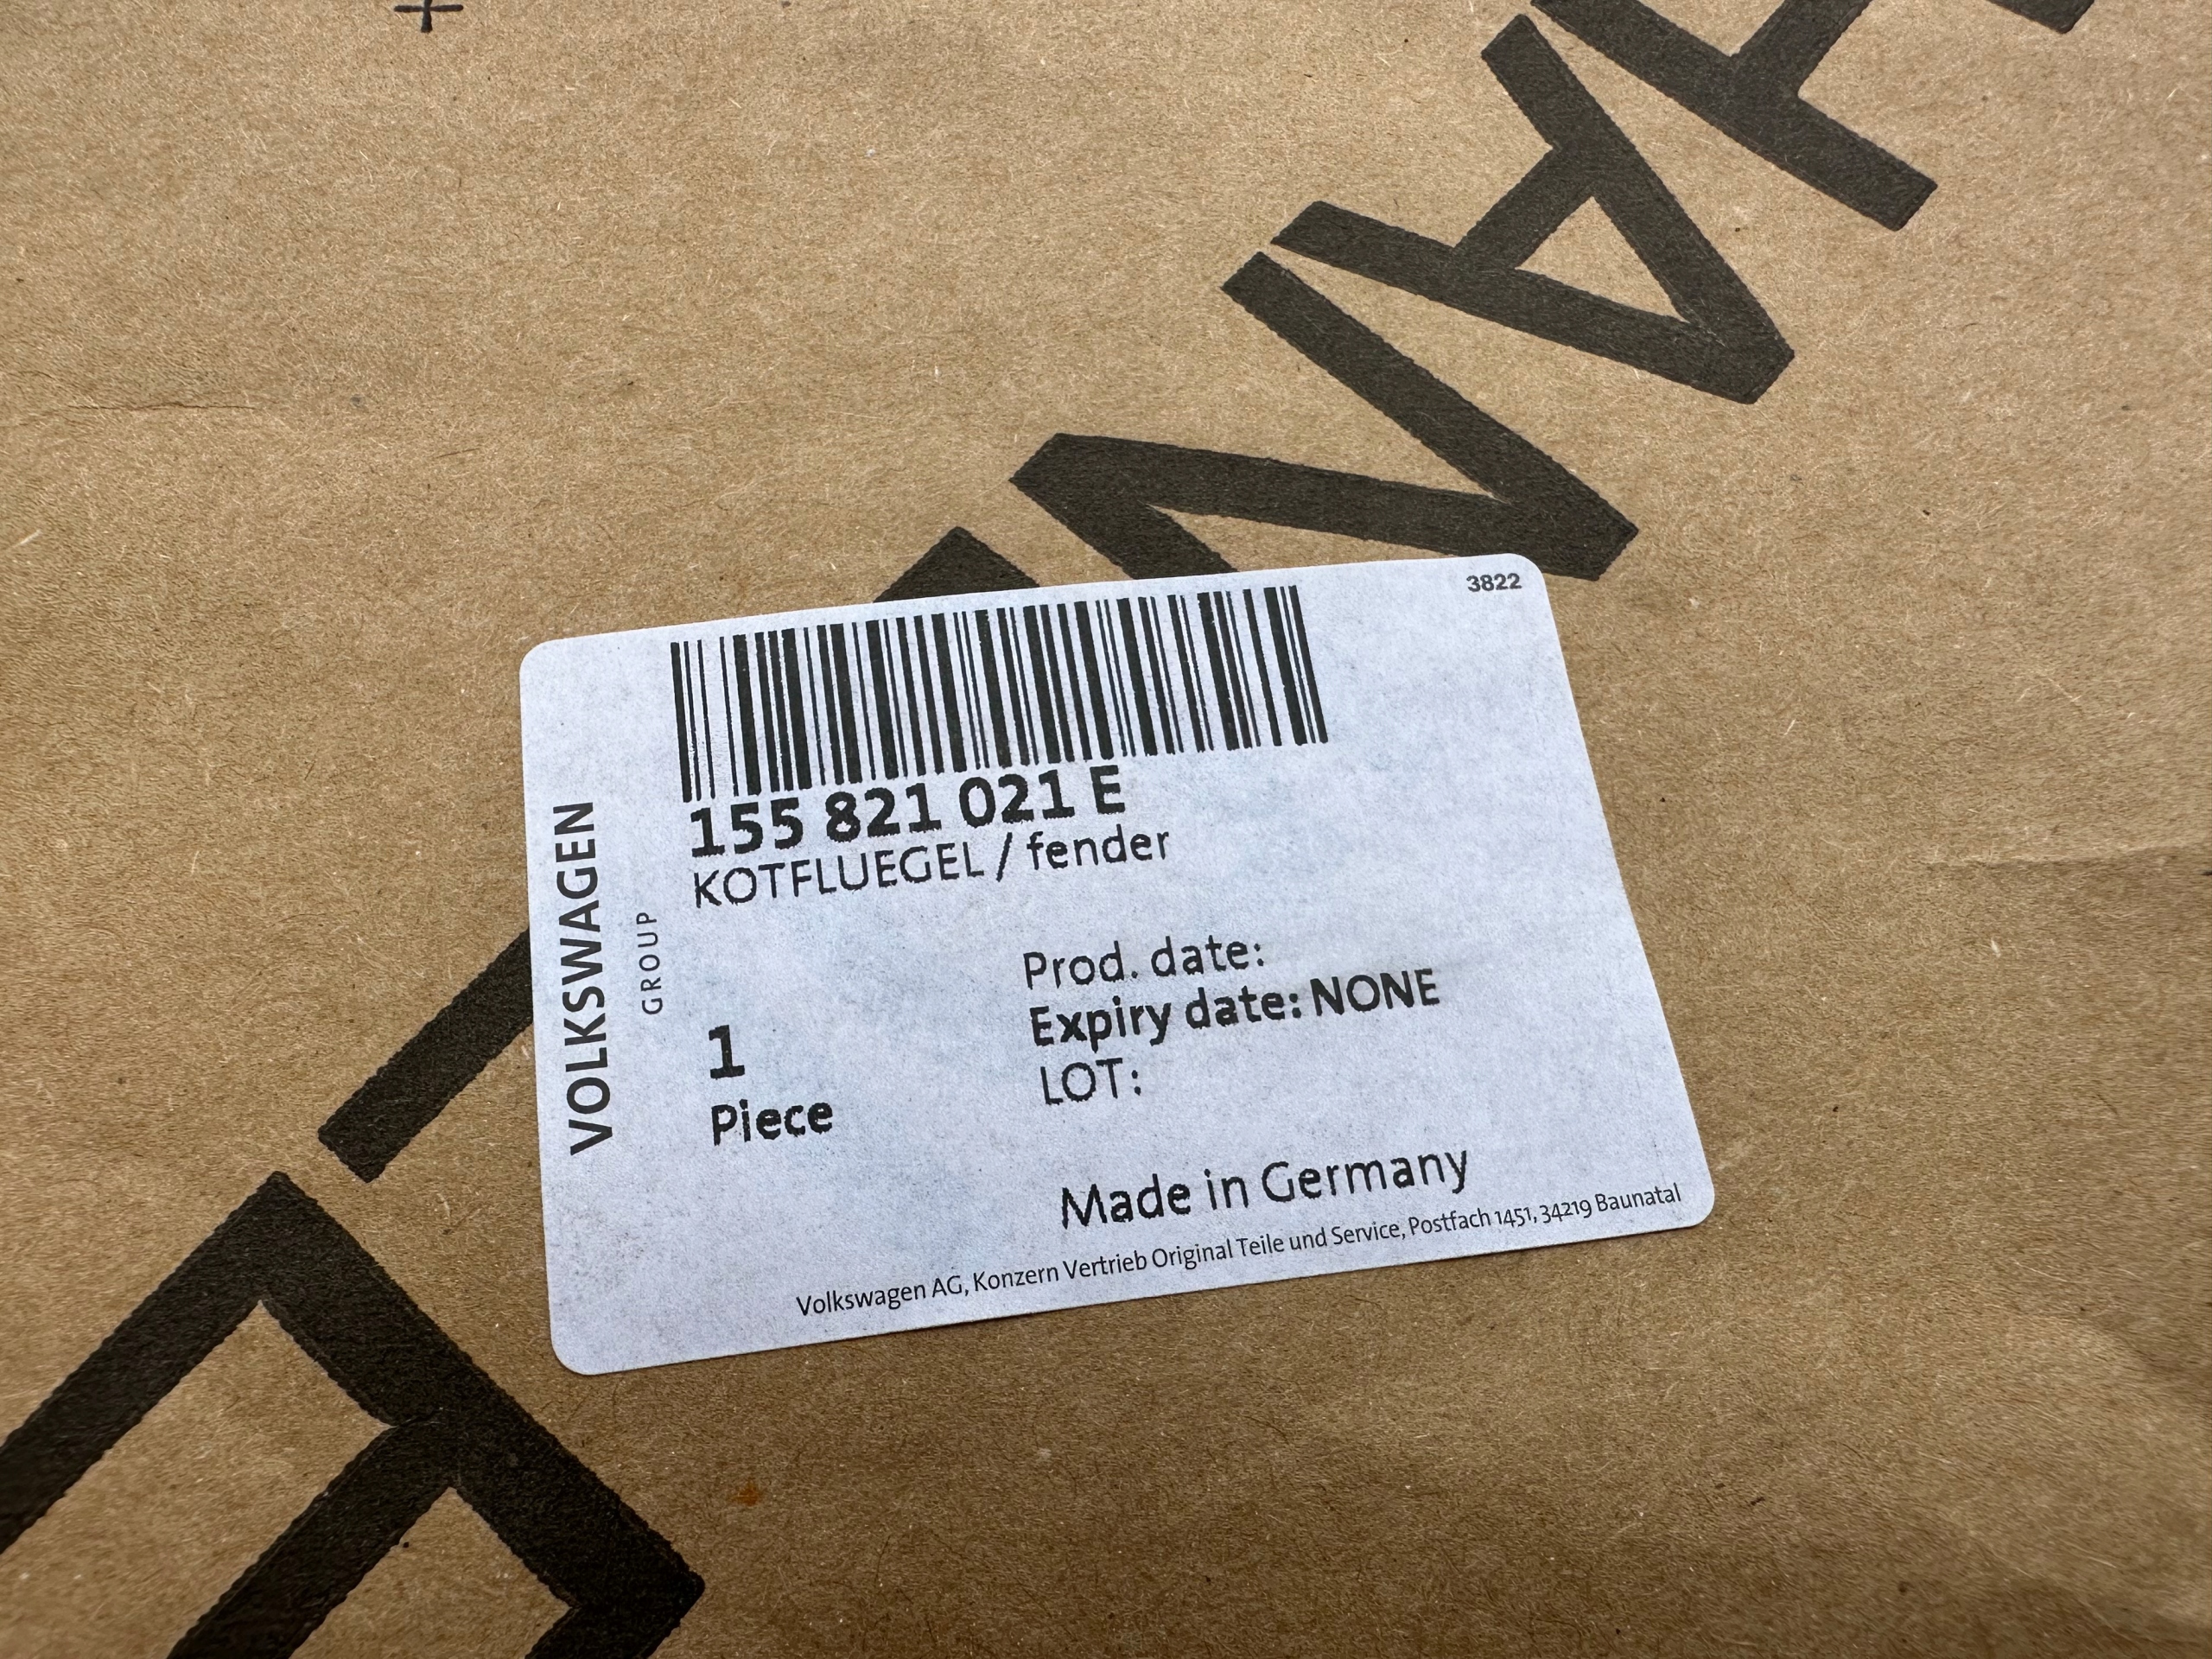 3822
155 821 021 E
KOTFLUEGEL / fender
VOLKSWAGEN
GROUP
1
Piece
Prod. date:
Expiry date: NONE
LOT:
Made in Germany
Volkswagen AG, Konzern Vertrieb Original Teile und Service, Postfach 1451, 34219 Baunatal